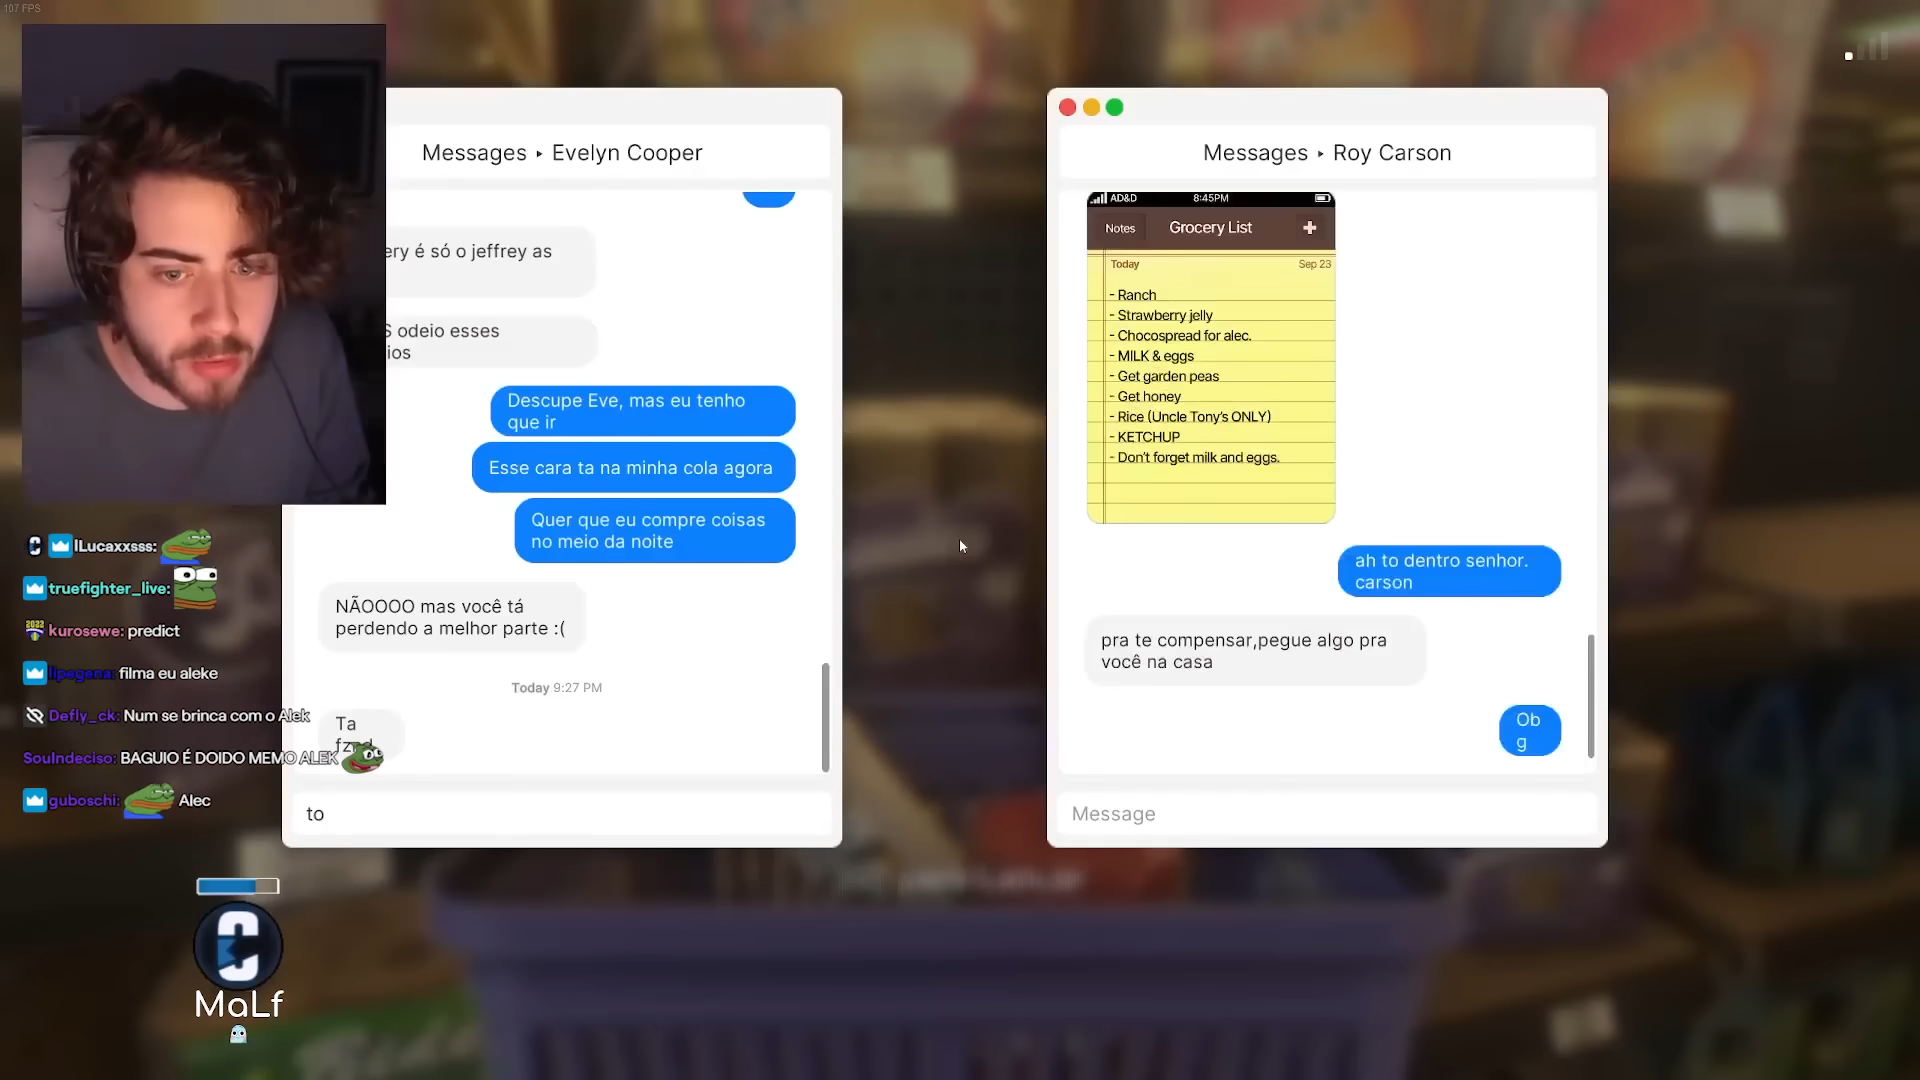 107 FPS
Messages ▸ Evelyn Cooper
ery é só o jeffrey as
odeio esses
ios
Descupe Eve, mas eu tenho
que ir
Esse cara ta na minha cola agora
Quer que eu compre coisas
no meio da noite
NÃOOOO mas você tá
perdendo a melhor parte :(
Today 9:27 PM
Ta
to
Messages ▸ Roy Carson
AD&D 8:45PM
Notes Grocery List +
Today Sep 23
- Ranch
- Strawberry jelly
- Chocospread for alec.
- MILK & eggs
- Get garden peas
- Get honey
- Rice (Uncle Tony's ONLY)
- KETCHUP
- Don't forget milk and eggs.
ah to dentro senhor.
carson
pra te compensar,pegue algo pra
você na casa
Ob
g
Message
lLucaxxsss:
truefighter_live:
2022
kurosewe: predict
filma eu aleke
Defly_ck: Num se brinca com o Alek
SouIndeciso: BAGUIO É DOIDO MEMO ALEK
guboschi: Alec
MaLf